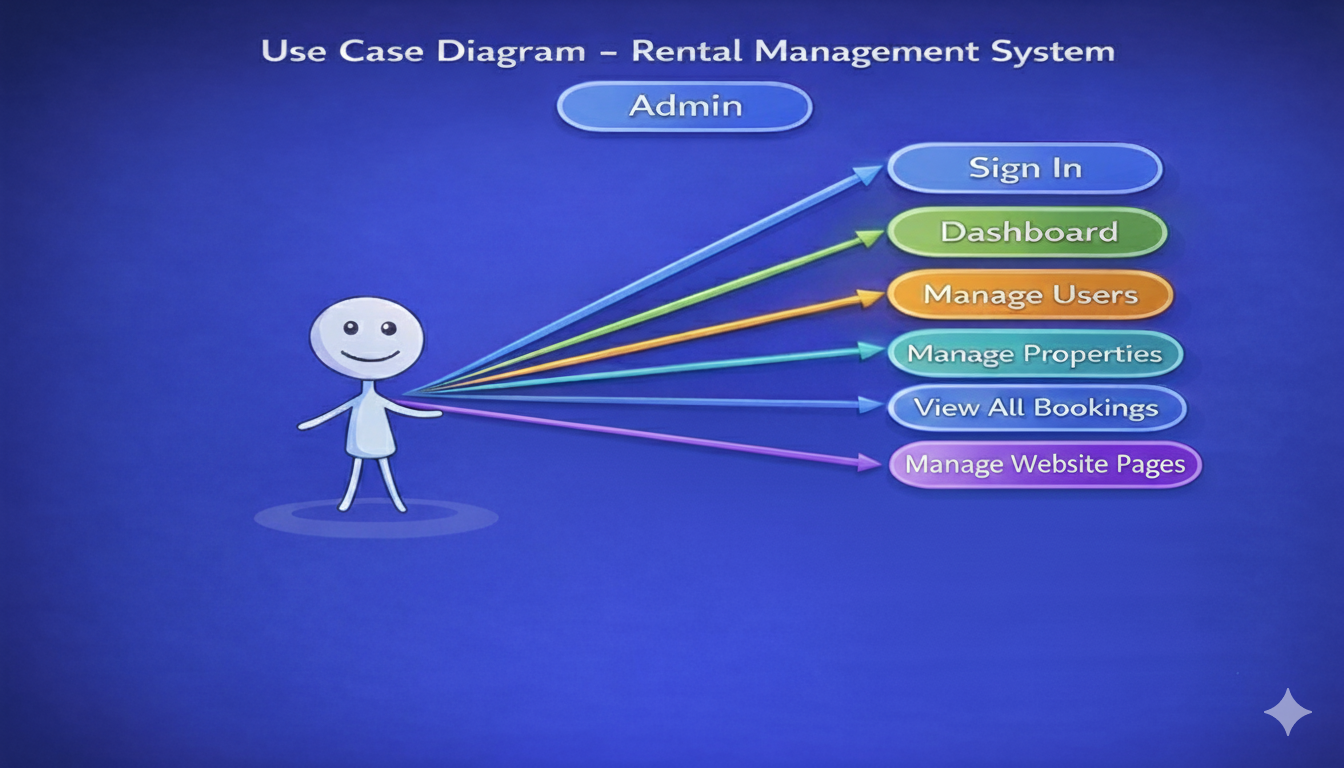 Use Case Diagram – Rental Management System
Admin
Sign In
Dashboard
Manage Users
Manage Properties
View All Bookings
Manage Website Pages